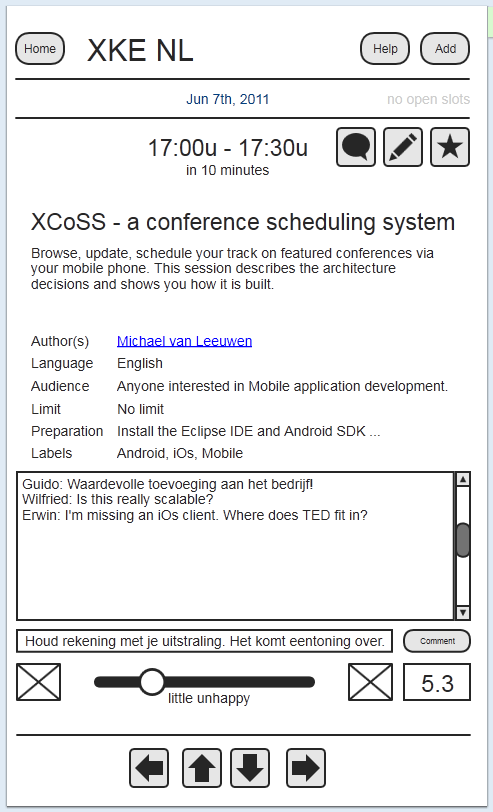 Home
XKE NL
Help
Add
Jun 7th, 2011
no open slots
17:00u - 17:30u
in 10 minutes
XCoSS - a conference scheduling system
Browse, update, schedule your track on featured conferences via
your mobile phone. This session describes the architecture
decisions and shows you how it is built.
Author(s) Michael van Leeuwen
Language English
Audience Anyone interested in Mobile application development.
Limit No limit
Preparation Install the Eclipse IDE and Android SDK ...
Labels Android, iOs, Mobile
Guido: Waardevolle toevoeging aan het bedrijf!
Wilfried: Is this really scalable?
Erwin: I'm missing an iOs client. Where does TED fit in?
Houd rekening met je uitstraling. Het komt eentoning over.
Comment
5.3
little unhappy